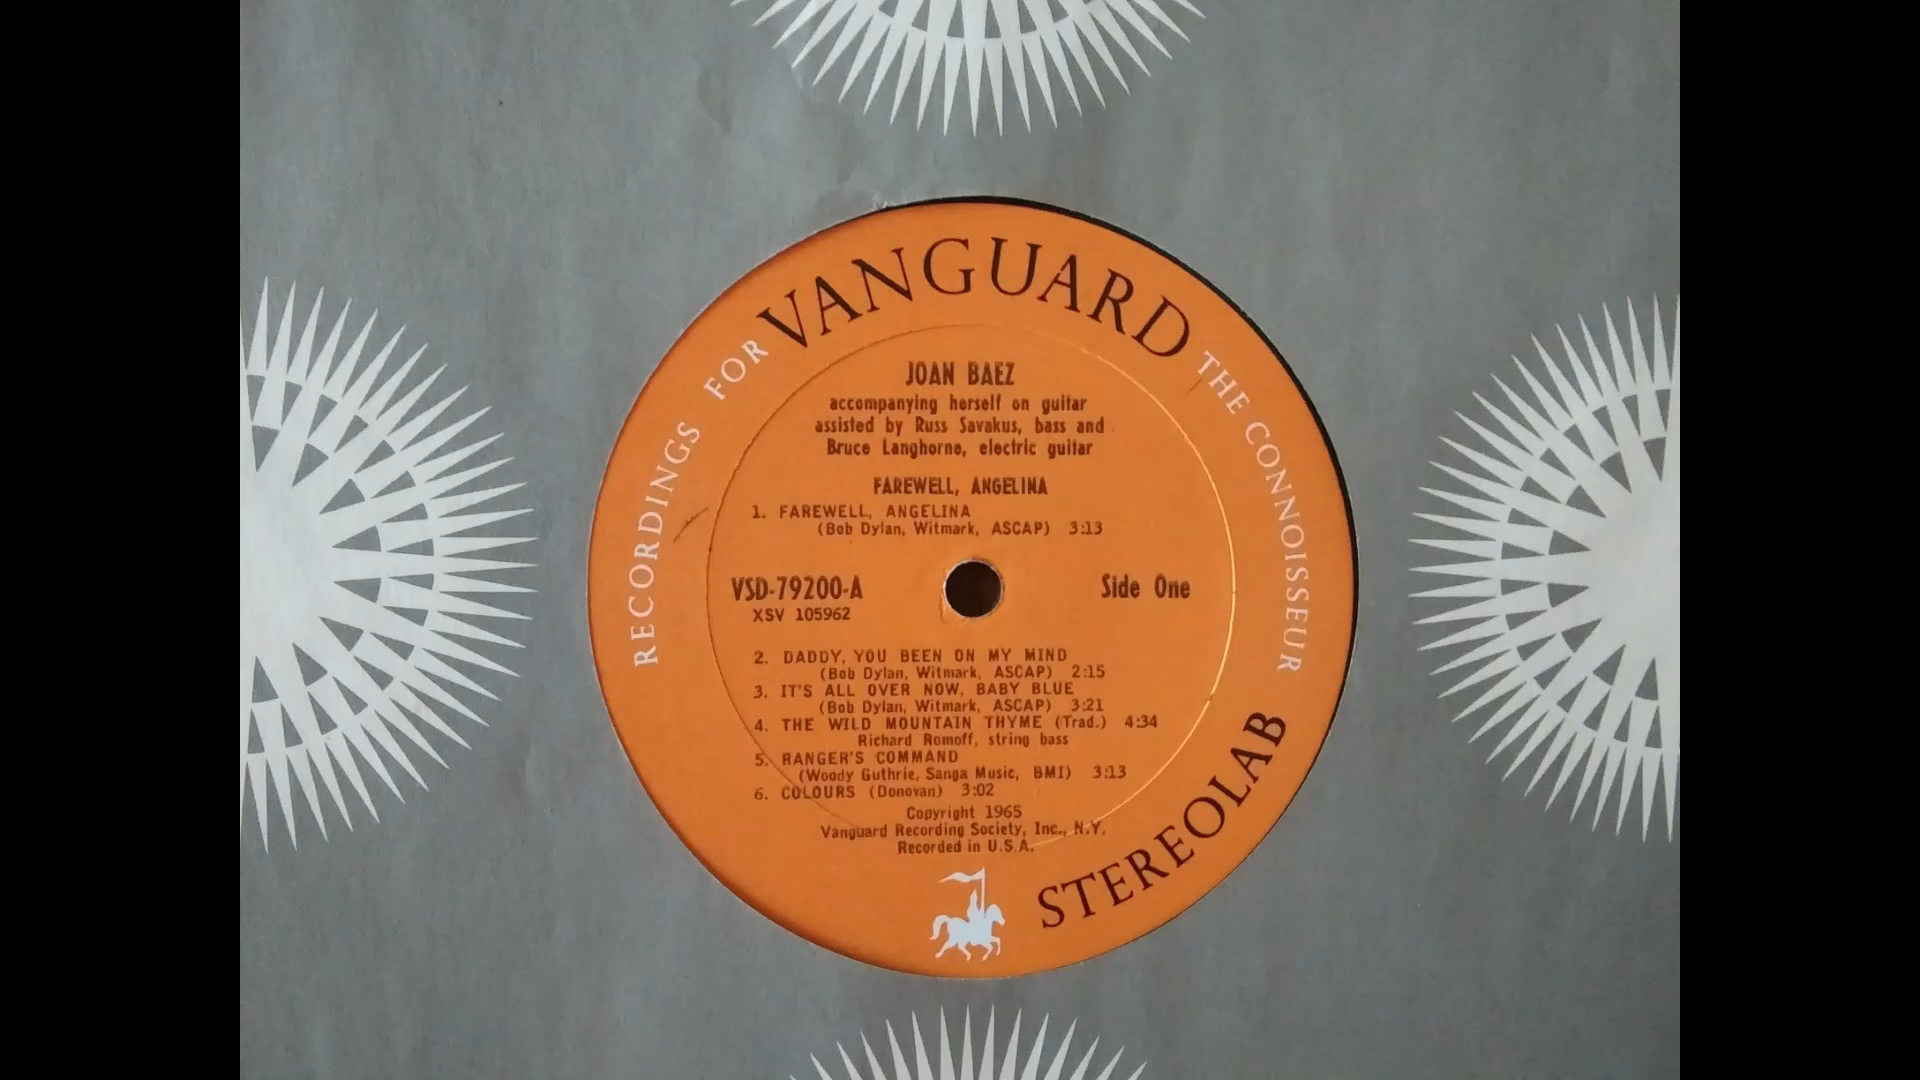 RECORDINGS FOR VANGUARD THE CONNOISSEUR
JOAN BAEZ
accompanying herself on guitar
assisted by Russ Savakus, bass and
Bruce Langhorne, electric guitar
FAREWELL, ANGELINA
1. FAREWELL, ANGELINA
(Bob Dylan, Witmark, ASCAP) 3:13
VSD-79200-A Side One
XSV 105962
2. DADDY, YOU BEEN ON MY MIND
(Bob Dylan, Witmark, ASCAP) 2:15
3. IT'S ALL OVER NOW, BABY BLUE
(Bob Dylan, Witmark, ASCAP) 3:21
4. THE WILD MOUNTAIN THYME (Trad.) 4:34
Richard Romoff, string bass
5. RANGER'S COMMAND
(Woody Guthrie, Sanga Music, BMI) 3:13
6. COLOURS (Donovan) 3:02
Copyright 1965
Vanguard Recording Society, Inc., N.Y.
Recorded in U.S.A.
STEREOLAB